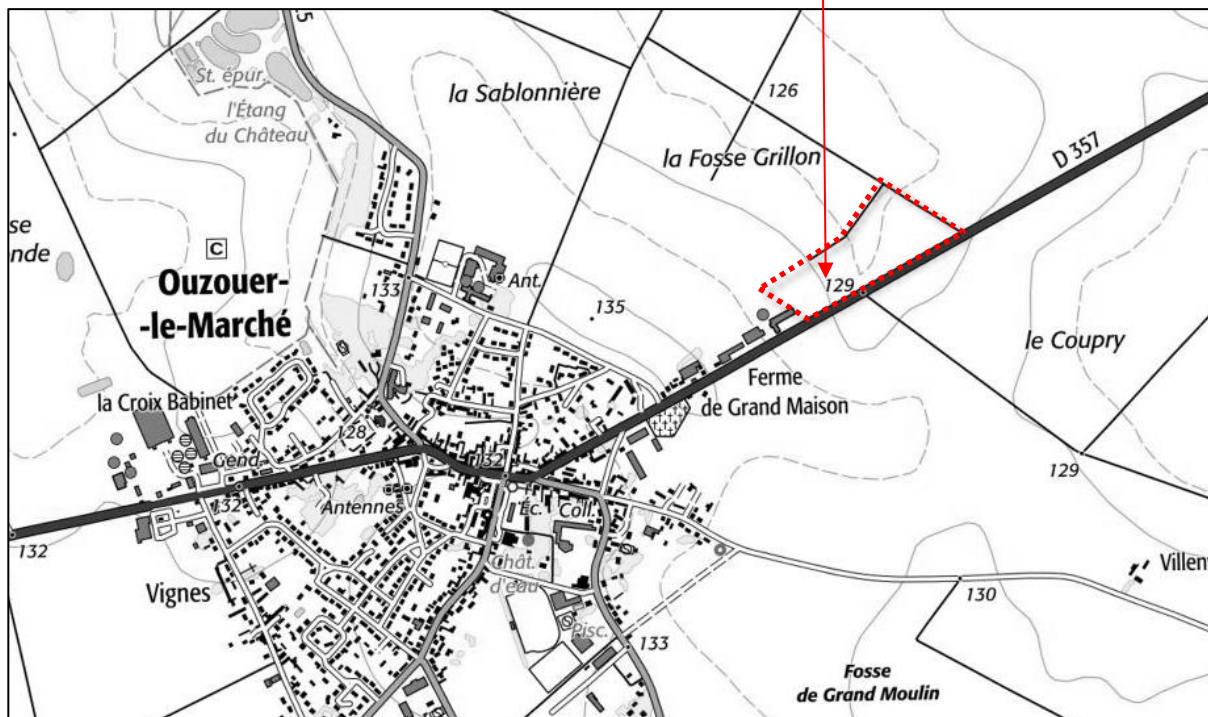 .5
St. épur.
l'Étang
du Château
la Sablonnière
126
la Fosse Grillon
D 357
se
nde
C
Ouzouer-
-le-Marché
133
Ant.
135
129
le Coupry
Ferme
de Grand Maison
la Croix Babinet
128
Gend.
132
132
129
Antennes
Éc.
Coll.
132
Chât.
d'eau
Villem
Vignes
130
Pisc.
133
Fosse
de Grand Moulin